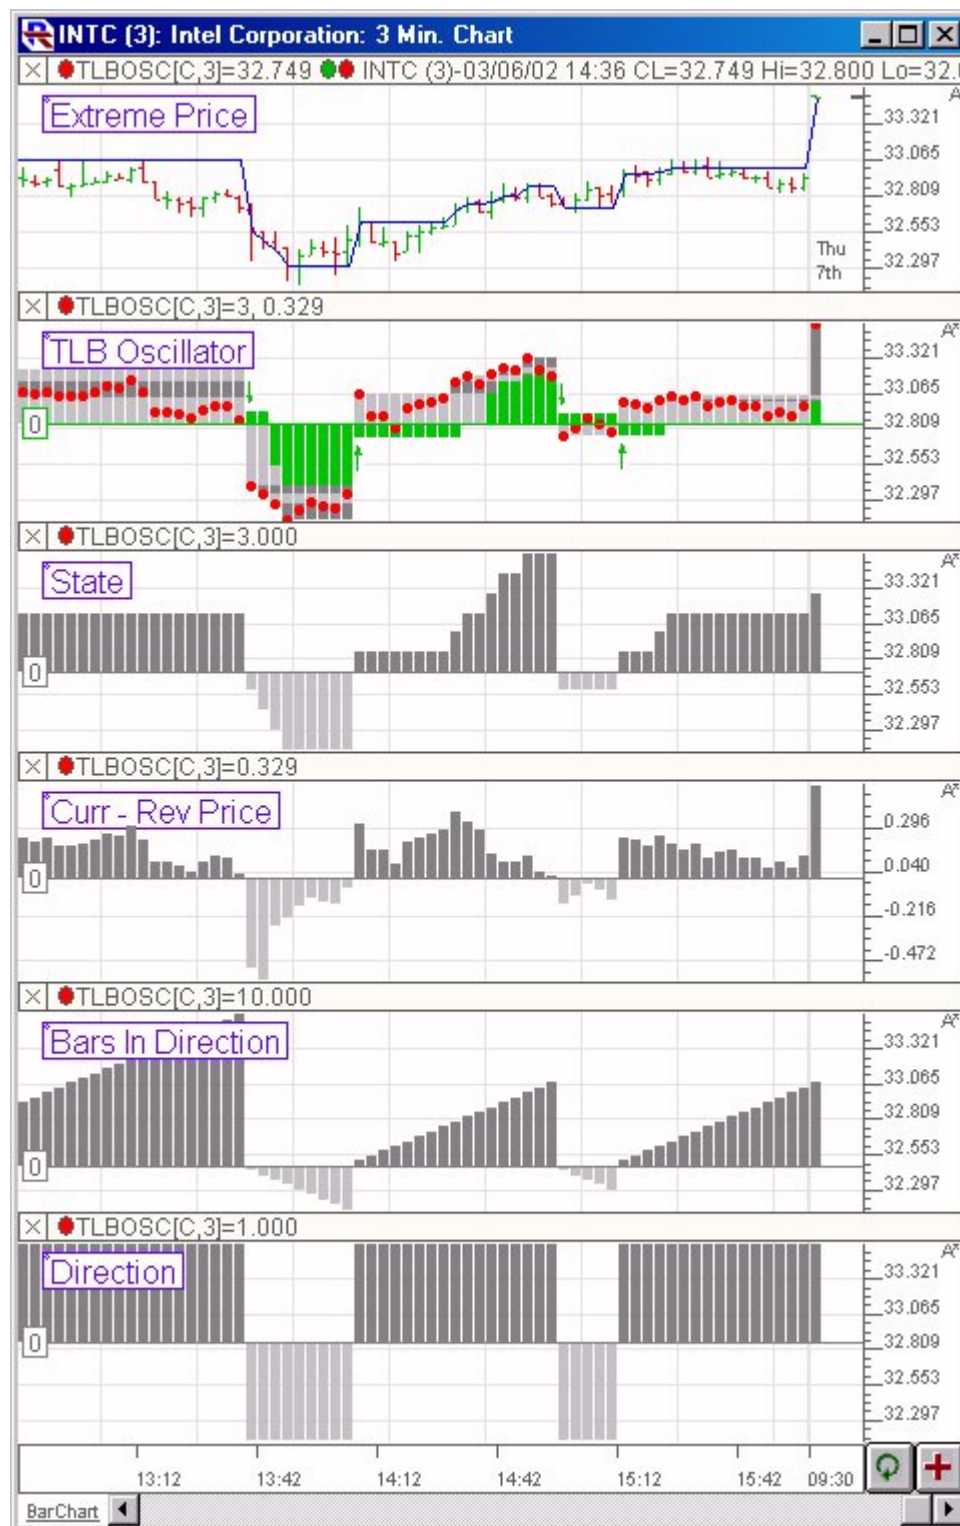 INTC (3): Intel Corporation: 3 Min. Chart
TLBOSC[C,3]=32.749 INTC (3)-03/06/02 14:36 CL=32.749 Hi=32.800 Lo=32.
Extreme Price
33.321
33.065
32.809
32.553
32.297
Thu
7th
TLBOSC[C,3]=3, 0.329
TLB Oscillator
0
33.321
33.065
32.809
32.553
32.297
TLBOSC[C,3]=3.000
State
0
33.321
33.065
32.809
32.553
32.297
TLBOSC[C,3]=0.329
Curr - Rev Price
0
0.296
0.040
-0.216
-0.472
TLBOSC[C,3]=10.000
Bars In Direction
0
33.321
33.065
32.809
32.553
32.297
TLBOSC[C,3]=1.000
Direction
0
33.321
33.065
32.809
32.553
32.297
13:12 13:42 14:12 14:42 15:12 15:42 09:30
BarChart